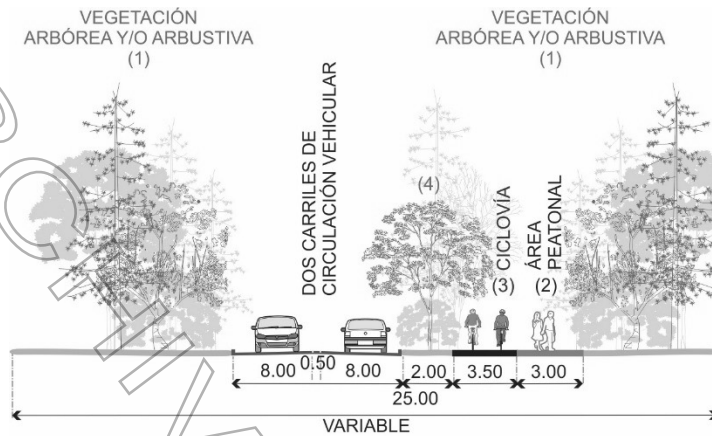 VEGETACIÓN
ARBÓREA Y/O ARBUSTIVA
(1)
VEGETACIÓN
ARBÓREA Y/O ARBUSTIVA
(1)
DOS CARRILES DE
CIRCULACIÓN VEHICULAR
(4)
CICLOVÍA
(3)
ÁREA
PEATONAL
(2)
8.00 0.50 8.00 2.00 3.50 3.00
25.00
VARIABLE